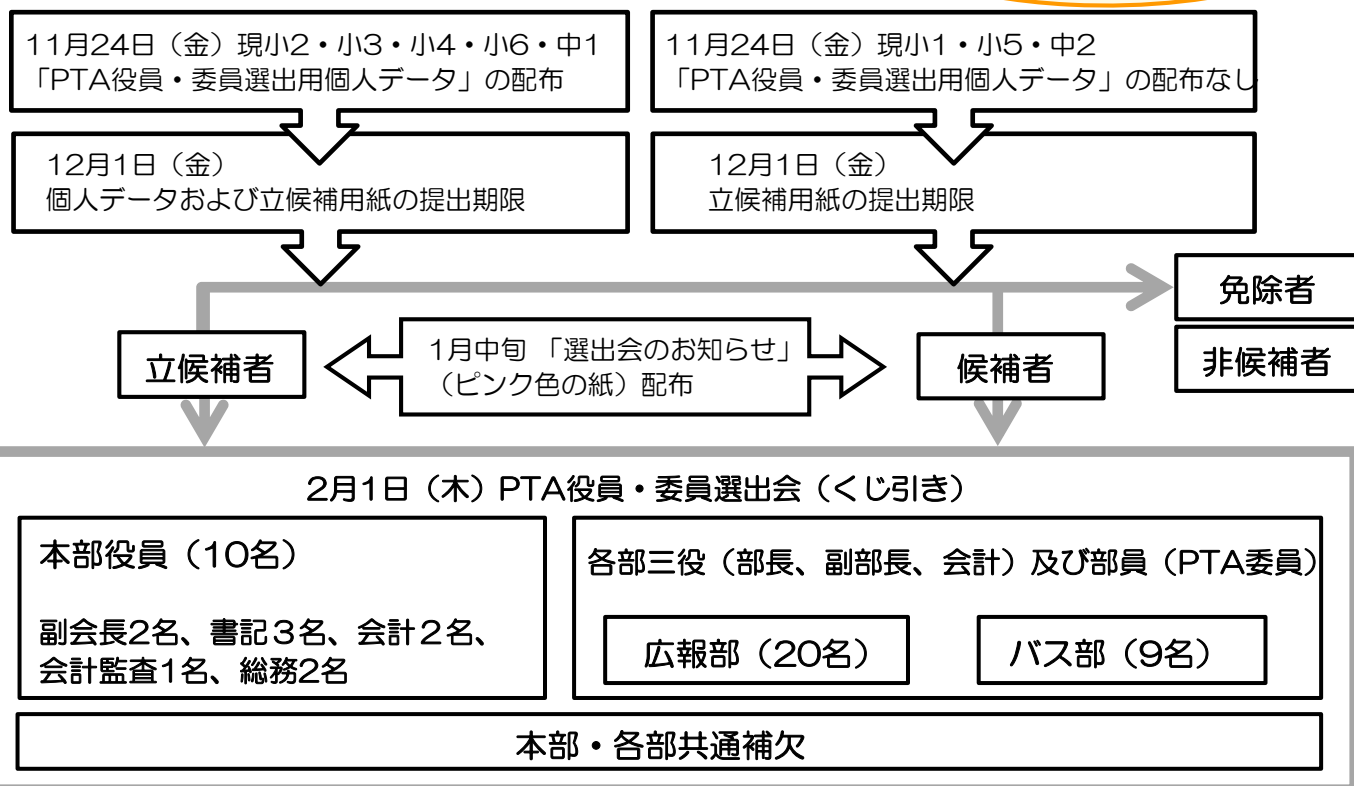 11月24日（金）現小2・小3・小4・小6・中1
「PTA役員・委員選出用個人データ」の配布
11月24日（金）現小1・小5・中2
「PTA役員・委員選出用個人データ」の配布なし
12月1日（金）
個人データおよび立候補用紙の提出期限
12月1日（金）
立候補用紙の提出期限
免除者
立候補者
1月中旬 「選出会のお知らせ」
（ピンク色の紙）配布
候補者
非候補者
2月1日（木）PTA役員・委員選出会（くじ引き）
本部役員（10名）
副会長2名、書記３名、会計２名、
会計監査1名、総務2名
各部三役（部長、副部長、会計）及び部員（PTA委員）
広報部（20名）
バス部（9名）
本部・各部共通補欠